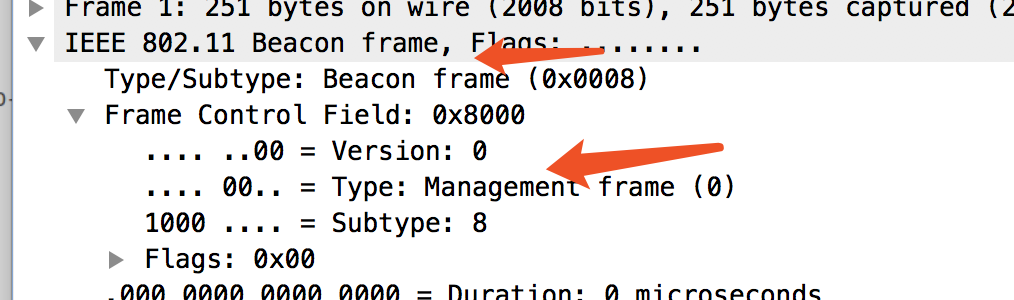 Frame 1: 251 bytes on wire (2008 bits), 251 bytes captured (2
IEEE 802.11 Beacon frame, Flags: ........
Type/Subtype: Beacon frame (0x0008)
Frame Control Field: 0x8000
.... ..00 = Version: 0
.... 00.. = Type: Management frame (0)
1000 .... = Subtype: 8
Flags: 0x00
.000 0000 0000 0000 = Duration: 0 microseconds